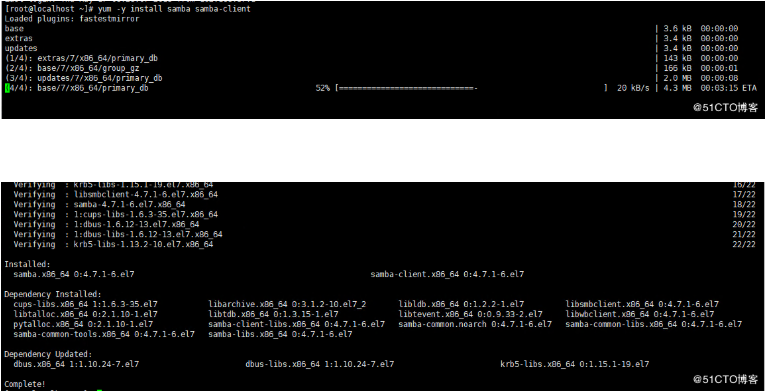 [root@localhost ~]# yum -y install samba samba-client
Loaded plugins: fastestmirror
base | 3.6 kB 00:00:00
extras | 3.4 kB 00:00:00
updates | 3.4 kB 00:00:00
(1/4): extras/7/x86_64/primary_db | 143 kB 00:00:00
(2/4): base/7/x86_64/group_gz | 166 kB 00:00:01
(3/4): updates/7/x86_64/primary_db | 2.0 MB 00:00:08
(4/4): base/7/x86_64/primary_db 52% [============================- ] 20 kB/s | 4.3 MB 00:03:15 ETA
@51CTO博客
Verifying : krb5-libs-1.15.1-19.el7.x86_64 16/22
Verifying : libsmbclient-4.7.1-6.el7.x86_64 17/22
Verifying : samba-4.7.1-6.el7.x86_64 18/22
Verifying : 1:cups-libs-1.6.3-35.el7.x86_64 19/22
Verifying : 1:dbus-1.6.12-13.el7.x86_64 20/22
Verifying : 1:dbus-libs-1.6.12-13.el7.x86_64 21/22
Verifying : krb5-libs-1.13.2-10.el7.x86_64 22/22
Installed:
samba.x86_64 0:4.7.1-6.el7 samba-client.x86_64 0:4.7.1-6.el7
Dependency Installed:
cups-libs.x86_64 1:1.6.3-35.el7 libarchive.x86_64 0:3.1.2-10.el7_2 libldb.x86_64 0:1.2.2-1.el7 libsmbclient.x86_64 0:4.7.1-6.el7
libtalloc.x86_64 0:2.1.10-1.el7 libtdb.x86_64 0:1.3.15-1.el7 libtevent.x86_64 0:0.9.33-2.el7 libwbclient.x86_64 0:4.7.1-6.el7
pytalloc.x86_64 0:2.1.10-1.el7 samba-client-libs.x86_64 0:4.7.1-6.el7 samba-common.noarch 0:4.7.1-6.el7 samba-common-libs.x86_64 0:4.7.1-6.el7
samba-common-tools.x86_64 0:4.7.1-6.el7 samba-libs.x86_64 0:4.7.1-6.el7
Dependency Updated:
dbus.x86_64 1:1.10.24-7.el7 dbus-libs.x86_64 1:1.10.24-7.el7 krb5-libs.x86_64 0:1.15.1-19.el7
Complete!
@51CTO博客